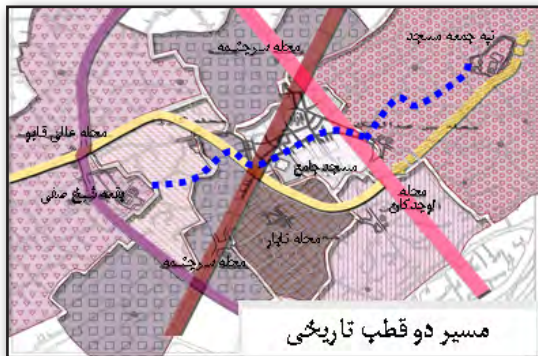 تپه جمعه مسجد
محله سرچشمه
محله عالی قاپو
مسجد جامع
بقعه شیخ صفی
محله
اوچدکان
محله تابار
محله سرچشمه
مسیر دو قطب تاریخی